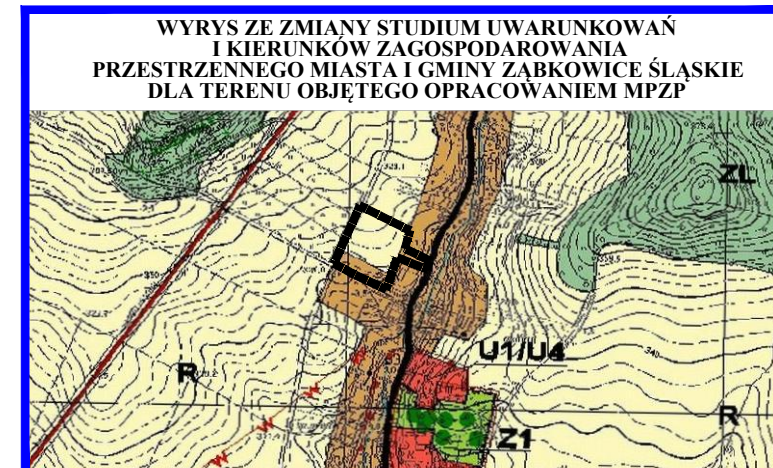 WYRYS ZE ZMIANY STUDIUM UWARUNKOWAŃ
I KIERUNKÓW ZAGOSPODAROWANIA
PRZESTRZENNEGO MIASTA I GMINY ZĄBKOWICE ŚLĄSKIE
DLA TERENU OBJĘTEGO OPRACOWANIEM MPZP
ZL
U1/U4
R
R
Z1